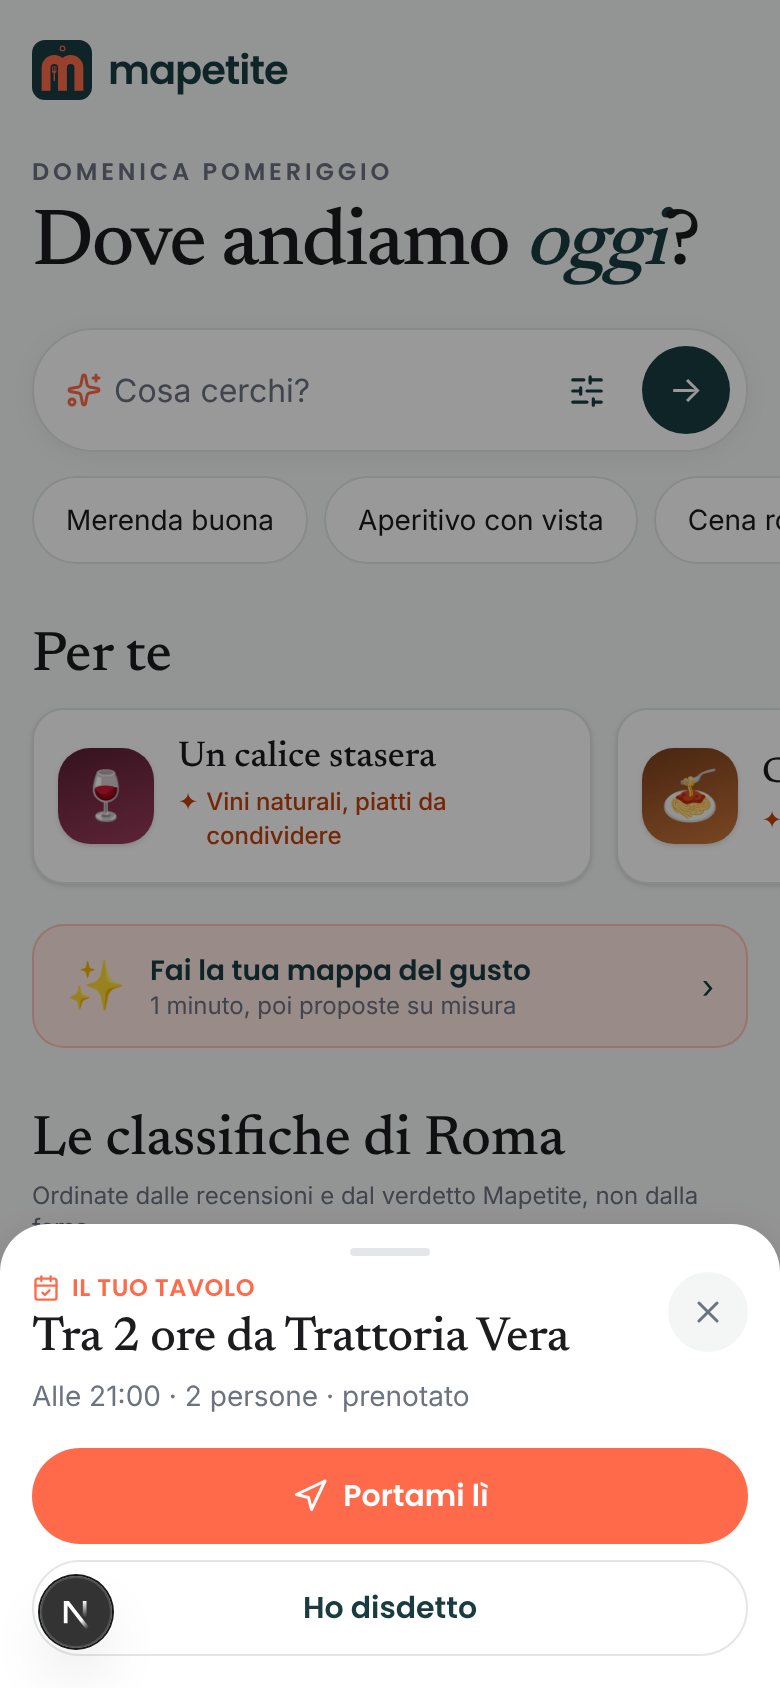 mapetite
DOMENICA POMERIGGIO
Dove andiamo oggi?
Cosa cerchi?
Merenda buona
Aperitivo con vista
Cena
Per te
Un calice stasera
✦ Vini naturali, piatti da
condividere
Fai la tua mappa del gusto
1 minuto, poi proposte su misura
Le classifiche di Roma
Ordinate dalle recensioni e dal verdetto Mapetite, non dalla
IL TUO TAVOLO
Tra 2 ore da Trattoria Vera
Alle 21:00 · 2 persone · prenotato
Portami lì
Ho disdetto
N